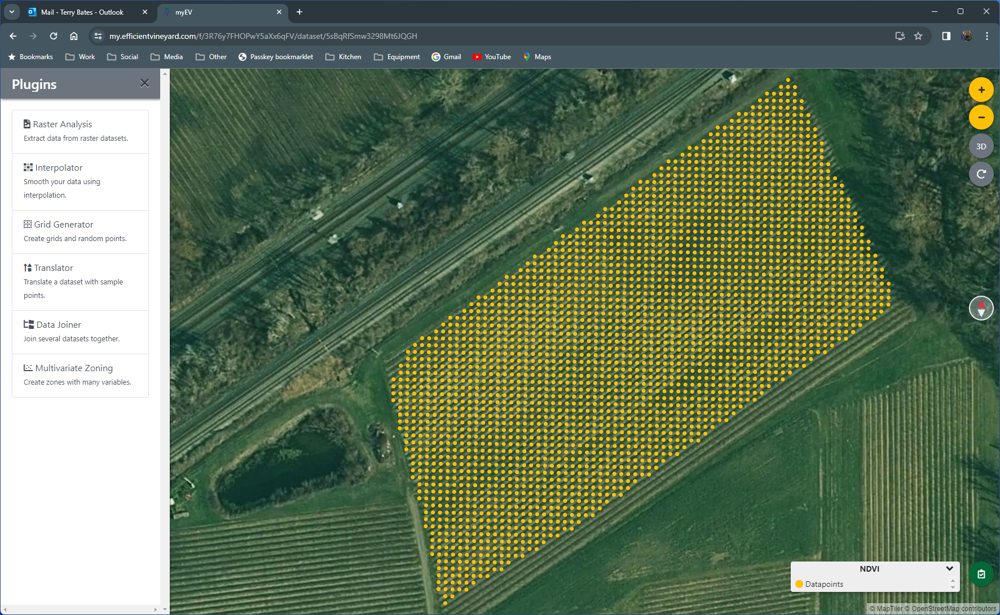 Mail - Terry Bates - Outlook
myEV
my.efficientvineyard.com/f/3R76y7FHOPwY5aXx6qFV/dataset/5sBqRfSmw3298Mt6JQGH
Bookmarks Work Social Media Other Passkey bookmarklet Kitchen Equipment Gmail YouTube Maps
Plugins
Raster Analysis
Extract data from raster datasets.
Interpolator
Smooth your data using
interpolation.
Grid Generator
Create grids and random points.
Translator
Translate a dataset with sample
points.
Data Joiner
Join several datasets together.
Multivariate Zoning
Create zones with many variables.
3D
NDVI
Datapoints
© MapTiler © OpenStreetMap contributors